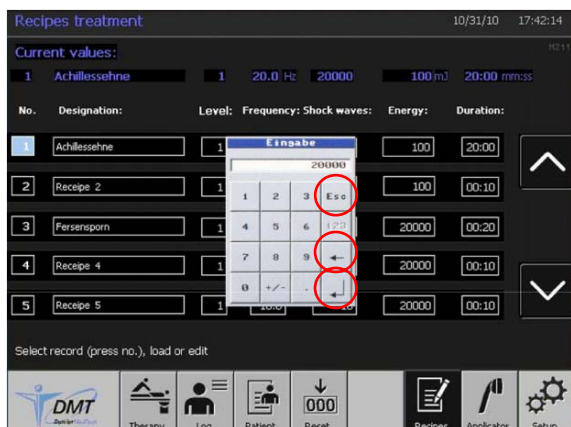 Recipes treatment 10/31/10 17:42:14
Current values: M211
1 Achillessehne 1 20.0 Hz 20000 100 mJ 20:00 mm:ss
No. Designation: Level: Frequency: Shock waves: Energy: Duration:
1 Achillessehne 1 100 20:00
2 Receipe 2 1 100 00:10
3 Fersensporn 1 20000 00:20
4 Receipe 4 1 20000 00:10
5 Receipe 5 1 20000 00:10
Eingabe
20000
1 2 3 Esc
4 5 6 123
7 8 9 ←
0 +/- . ↵
Select record (press no.), load or edit
DMT
Therapy Log Patient 000 Reset Recipes Applicator Setup